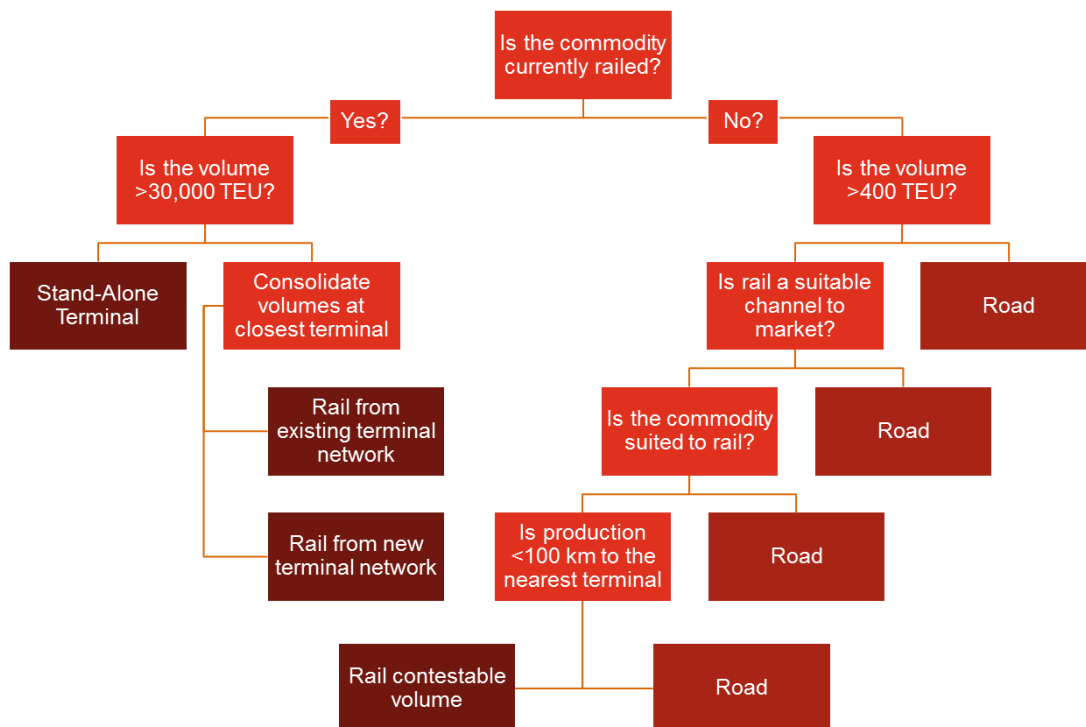 Is the commodity
currently railed?
Yes?
No?
Is the volume
>30,000 TEU?
Is the volume
>400 TEU?
Stand-Alone
Terminal
Consolidate
volumes at
closest terminal
Is rail a suitable
channel to
market?
Road
Rail from
existing terminal
network
Is the commodity
suited to rail?
Road
Rail from new
terminal network
Is production
<100 km to the
nearest terminal
Road
Rail contestable
volume
Road